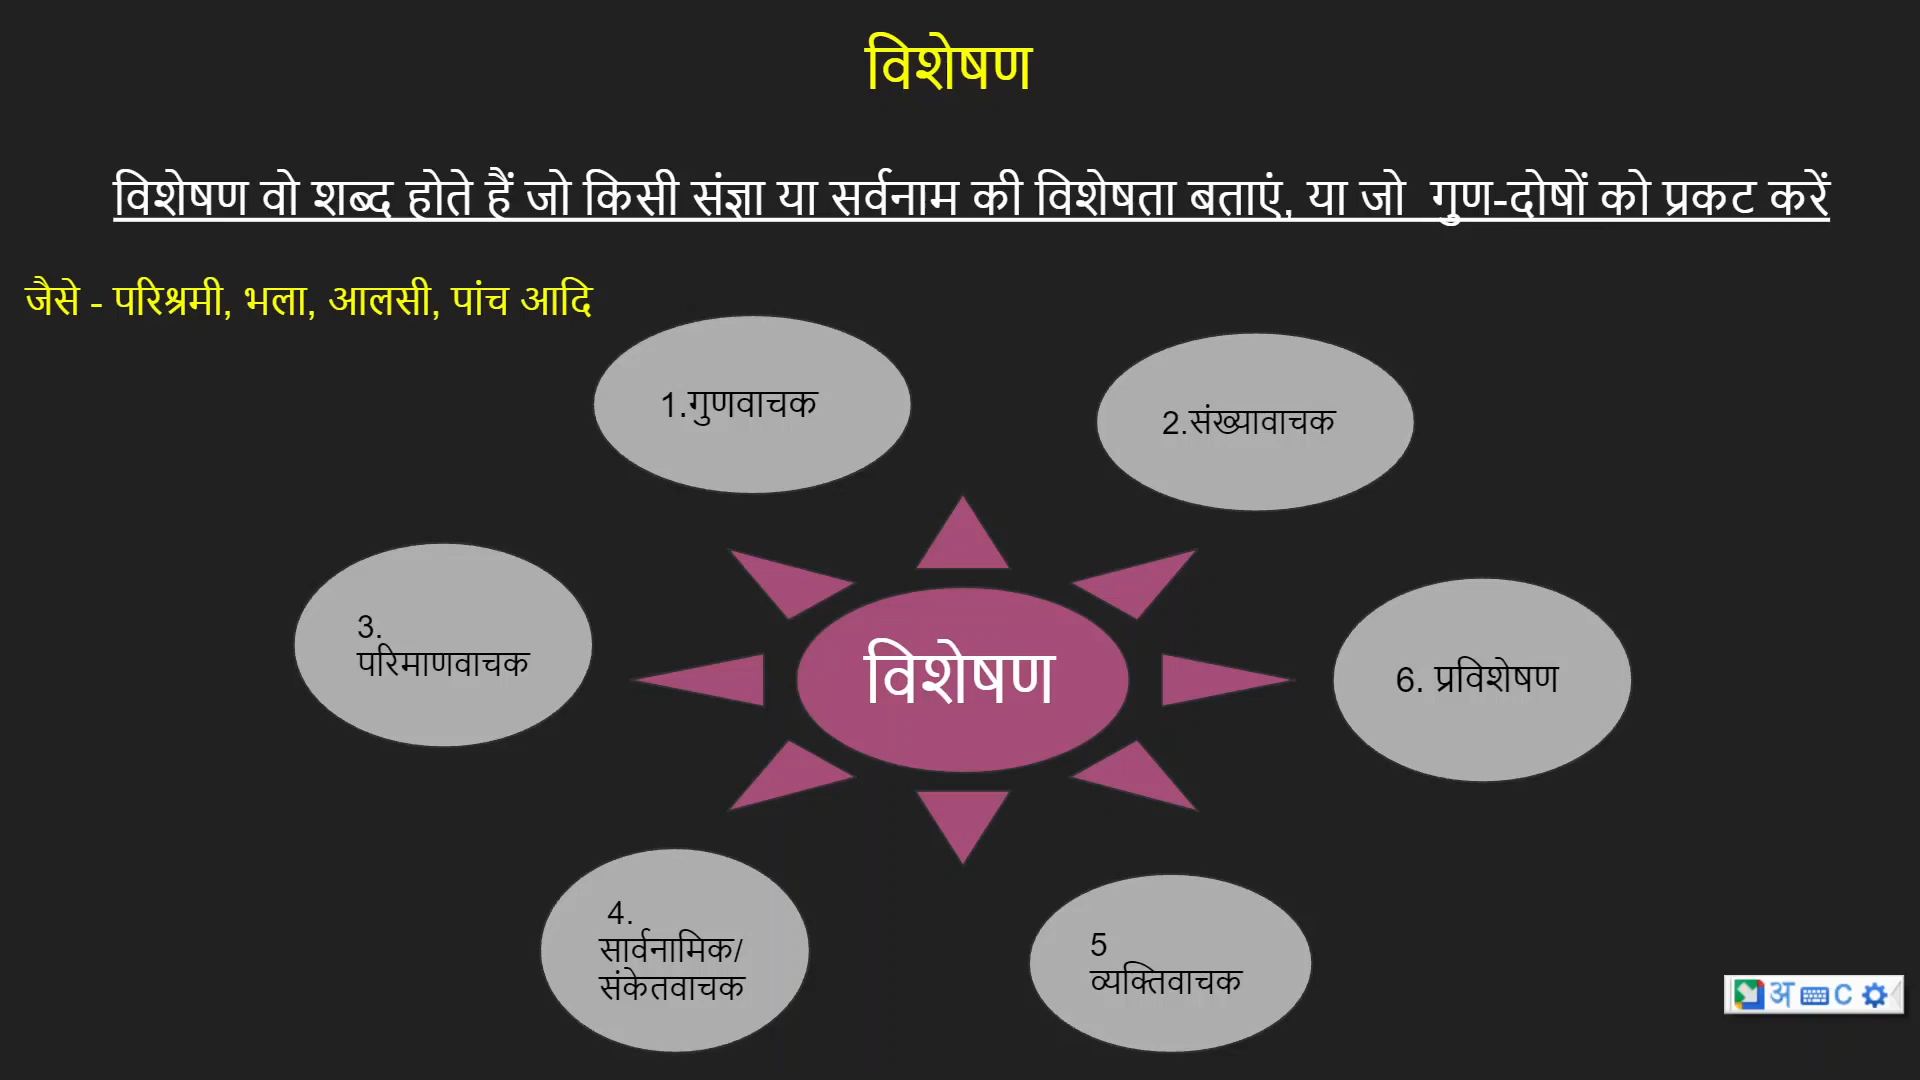 विशेषण
विशेषण वो शब्द होते हैं जो किसी संज्ञा या सर्वनाम की विशेषता बताएं, या जो  गुण-दोषों को प्रकट करें
जैसे - परिश्रमी, भला, आलसी, पांच आदि
1.गुणवाचक
2.संख्यावाचक
3.
परिमाणवाचक
विशेषण
6. प्रविशेषण
4.
सार्वनामिक/
संकेतवाचक
5
व्यक्तिवाचक
अ C